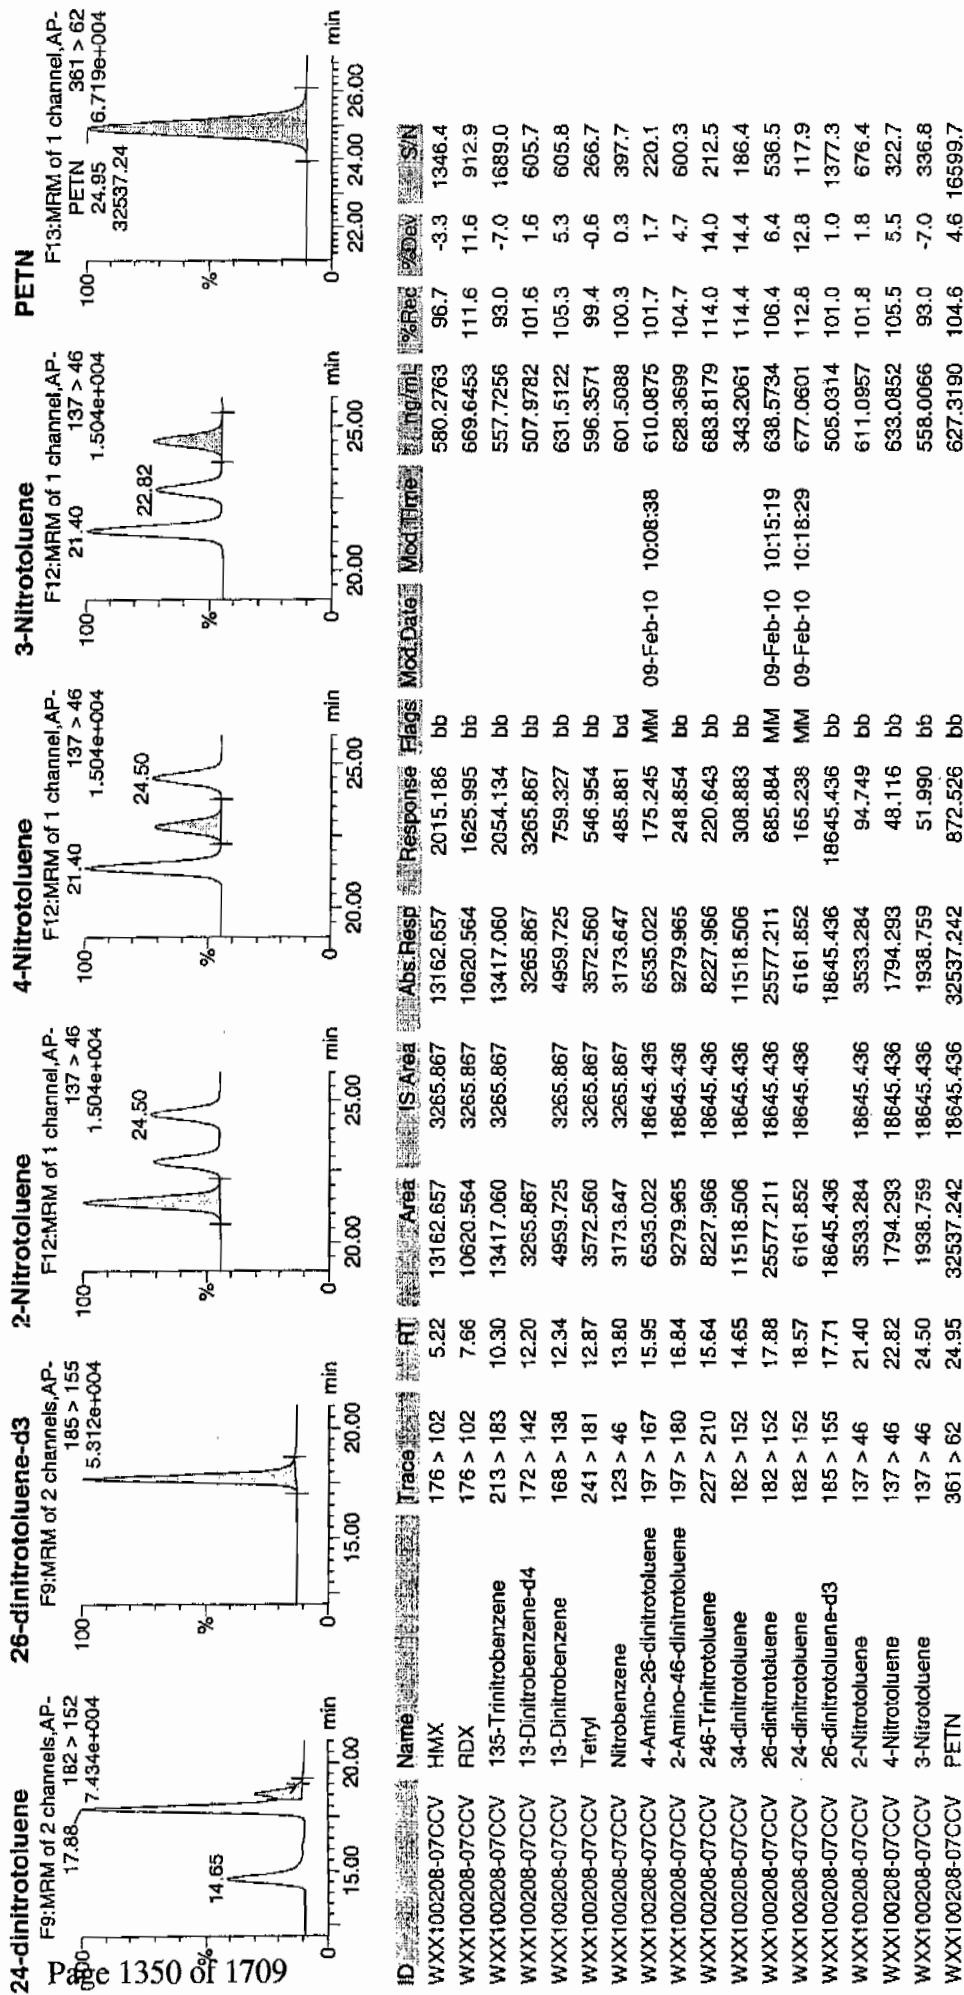 24-dinitrotoluene
F9:MRM of 2 channels,AP-
17.88
182 > 152
7.434e+004
14.65
%
15.00 20.00 min
26-dinitrotoluene-d3
F9:MRM of 2 channels,AP-
185 > 155
5.312e+004
100
%
0
15.00 20.00 min
2-Nitrotoluene
F12:MRM of 1 channel,AP-
137 > 46
1.504e+004
24.50
100
%
0
20.00 25.00 min
4-Nitrotoluene
F12:MRM of 1 channel,AP-
21.40
137 > 46
1.504e+004
24.50
100
%
0
20.00 25.00 min
3-Nitrotoluene
F12:MRM of 1 channel,AP-
21.40
137 > 46
1.504e+004
22.82
100
%
0
20.00 25.00 min
PETN
F13:MRM of 1 channel,AP-
PETN
24.95
32537.24
361 > 62
6.719e+004
100
%
0
22.00 24.00 26.00 min
ID Name Trace RT Area IS Area Abs.Resp Response Flags Mod.Date Mod.Time ng/mL %Rec %Dev S/N
WXX100208-07CCV HMX 176 > 102 5.22 13162.657 3265.867 13162.657 2015.186 bb 580.2763 96.7 -3.3 1346.4
WXX100208-07CCV RDX 176 > 102 7.66 10620.564 3265.867 10620.564 1625.995 bb 669.6453 111.6 11.6 912.9
WXX100208-07CCV 135-Trinitrobenzene 213 > 183 10.30 13417.060 3265.867 13417.060 2054.134 bb 557.7256 93.0 -7.0 1689.0
WXX100208-07CCV 13-Dinitrobenzene-d4 172 > 142 12.20 3265.867 3265.867 3265.867 bb 507.9782 101.6 1.6 605.7
WXX100208-07CCV 13-Dinitrobenzene 168 > 138 12.34 4959.725 3265.867 4959.725 759.327 bb 631.5122 105.3 5.3 605.8
WXX100208-07CCV Tetryl 241 > 181 12.87 3572.560 3265.867 3572.560 546.954 bb 596.3571 99.4 -0.6 266.7
WXX100208-07CCV Nitrobenzene 123 > 46 13.80 3173.647 3265.867 3173.647 485.881 bd 601.5088 100.3 0.3 397.7
WXX100208-07CCV 4-Amino-26-dinitrotoluene 197 > 167 15.95 6535.022 18645.436 6535.022 175.245 MM 09-Feb-10 10:08:38 610.0875 101.7 1.7 220.1
WXX100208-07CCV 2-Amino-46-dinitrotoluene 197 > 180 16.84 9279.965 18645.436 9279.965 248.854 bb 628.3699 104.7 4.7 600.3
WXX100208-07CCV 246-Trinitrotoluene 227 > 210 15.64 8227.966 18645.436 8227.966 220.643 bb 683.8179 114.0 14.0 212.5
WXX100208-07CCV 34-dinitrotoluene 182 > 152 14.65 11518.506 18645.436 11518.506 308.883 bb 343.2061 114.4 14.4 186.4
WXX100208-07CCV 26-dinitrotoluene 182 > 152 17.88 25577.211 18645.436 25577.211 685.884 MM 09-Feb-10 10:15:19 638.5734 106.4 6.4 536.5
WXX100208-07CCV 24-dinitrotoluene 182 > 152 18.57 6161.852 18645.436 6161.852 165.238 MM 09-Feb-10 10:18:29 677.0601 112.8 12.8 117.9
WXX100208-07CCV 26-dinitrotoluene-d3 185 > 155 17.71 18645.436 18645.436 18645.436 bb 505.0314 101.0 1.0 1377.3
WXX100208-07CCV 2-Nitrotoluene 137 > 46 21.40 3533.284 18645.436 3533.284 94.749 bb 611.0957 101.8 1.8 676.4
WXX100208-07CCV 4-Nitrotoluene 137 > 46 22.82 1794.293 18645.436 1794.293 48.116 bb 633.0852 105.5 5.5 322.7
WXX100208-07CCV 3-Nitrotoluene 137 > 46 24.50 1938.759 18645.436 1938.759 51.990 bb 558.0066 93.0 -7.0 336.8
WXX100208-07CCV PETN 361 > 62 24.95 32537.242 18645.436 32537.242 872.526 bb 627.3190 104.6 4.6 16599.7
Page 1350 of 1709